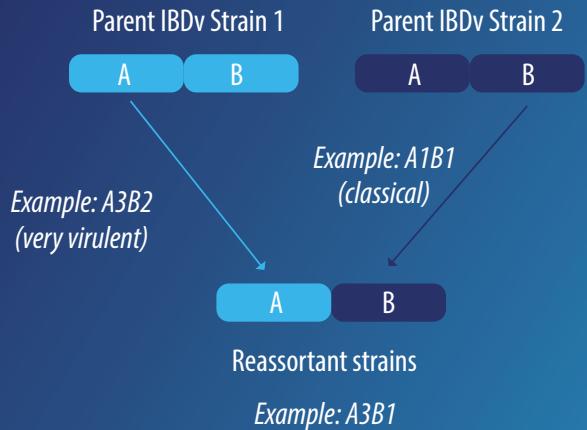 Parent IBDv Strain 1
Parent IBDv Strain 2
A
B
A
B
Example: A3B2
(very virulent)
Example: A1B1
(classical)
A
B
Reassortant strains
Example: A3B1